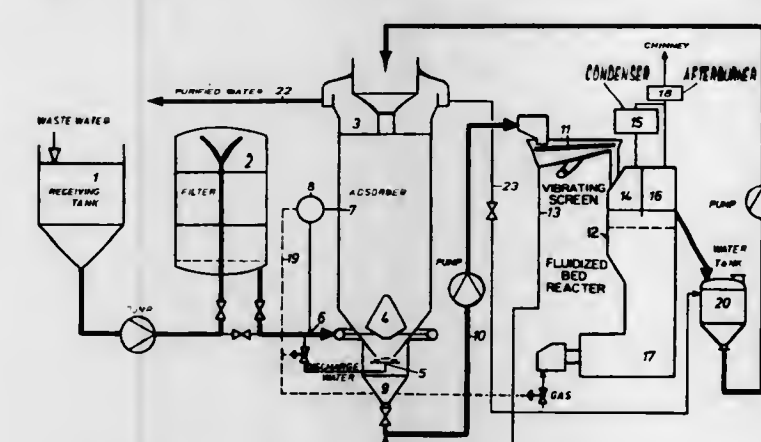 CHIMNEY
CONDENSER
AFTERBURNER
18
15
PURIFIED WATER 22
WASTE WATER
1
RECEIVING
TANK
2
FILTER
3
ADSORBER
8
7
11
VIBRATING
SCREEN
23
13
14
16
12
FLUIDIZED
BED
REACTER
PUMP
WATER
TANK
20
19
PUMP
6
4
PUMP
10
DISCHARGE
WATER
5
9
GAS
17